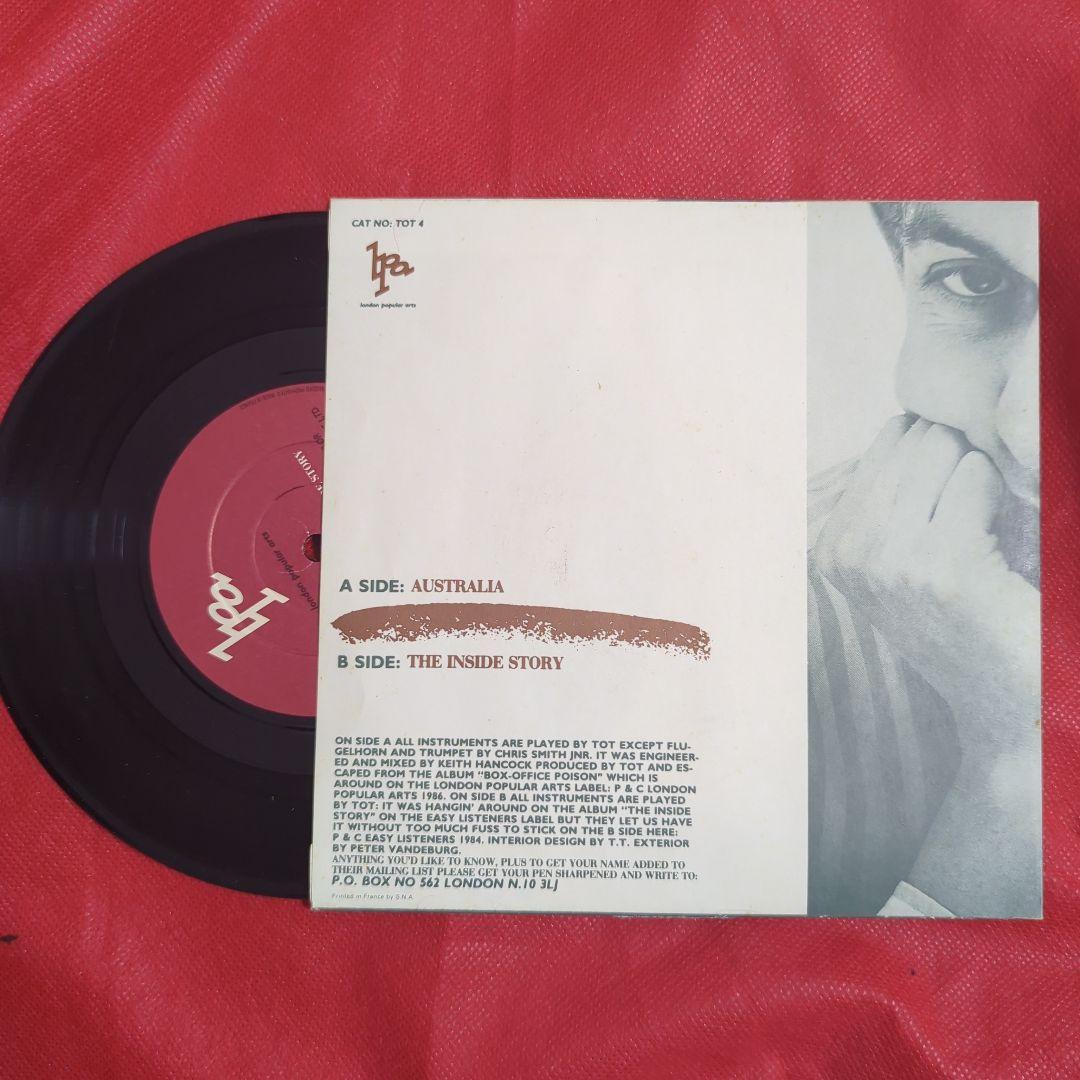 CAT NO: TOT 4
lpa
london popular arts
A SIDE: AUSTRALIA
B SIDE: THE INSIDE STORY
ON SIDE A ALL INSTRUMENTS ARE PLAYED BY TOT EXCEPT FLU-
GELHORN AND TRUMPET BY CHRIS SMITH JNR. IT WAS ENGINEER-
ED AND MIXED BY KEITH HANCOCK PRODUCED BY TOT AND ES-
CAPED FROM THE ALBUM "BOX-OFFICE POISON" WHICH IS
AROUND ON THE LONDON POPULAR ARTS LABEL: P & C LONDON
POPULAR ARTS 1986. ON SIDE B ALL INSTRUMENTS ARE PLAYED
BY TOT: IT WAS HANGIN' AROUND ON THE ALBUM "THE INSIDE
STORY" ON THE EASY LISTENERS LABEL BUT THEY LET US HAVE
IT WITHOUT TOO MUCH FUSS TO STICK ON THE B SIDE HERE:
P & C EASY LISTENERS 1984. INTERIOR DESIGN BY T.T. EXTERIOR
BY PETER VANDEBURG.
ANYTHING YOU'D LIKE TO KNOW, PLUS TO GET YOUR NAME ADDED TO
THEIR MAILING LIST PLEASE GET YOUR PEN SHARPENED AND WRITE TO:
P.O. BOX NO 562 LONDON N.10 3LJ
Printed in France by G.N.A.
LTD
STORY
london popular arts
lpa